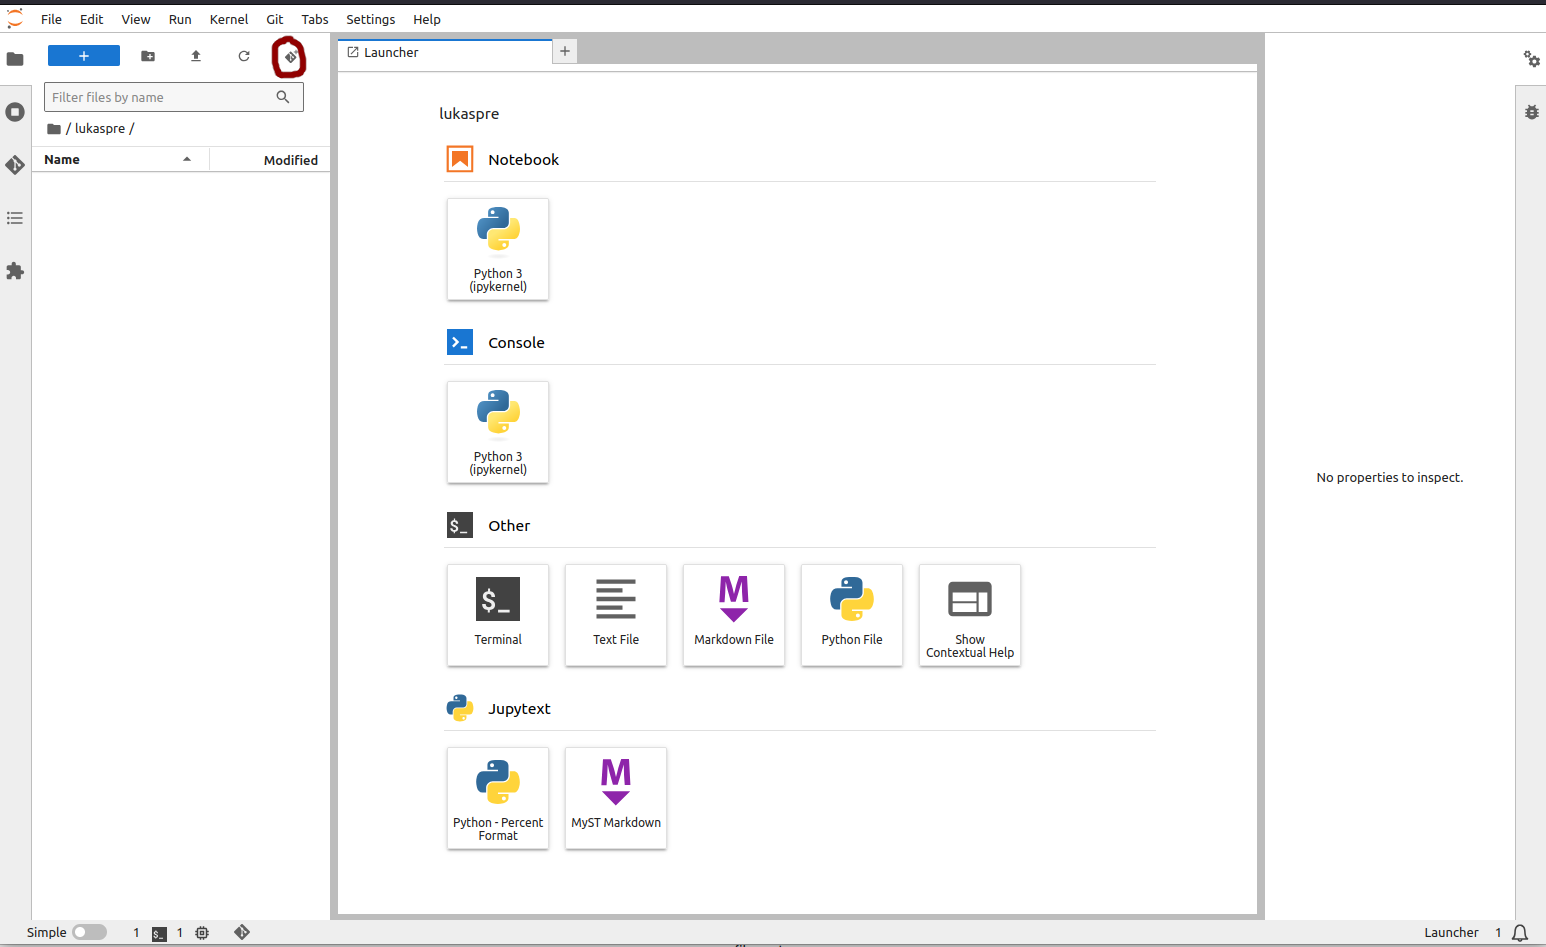 File Edit View Run Kernel Git Tabs Settings Help
Filter files by name
/ lukaspre /
Name Modified
Launcher
lukaspre
Notebook
Python 3
(ipykernel)
Console
Python 3
(ipykernel)
$_ Other
$_
Terminal
Text File
Markdown File
Python File
Show
Contextual Help
Jupytext
Python - Percent
Format
MyST Markdown
No properties to inspect.
Simple 1 $_ 1
Launcher 1